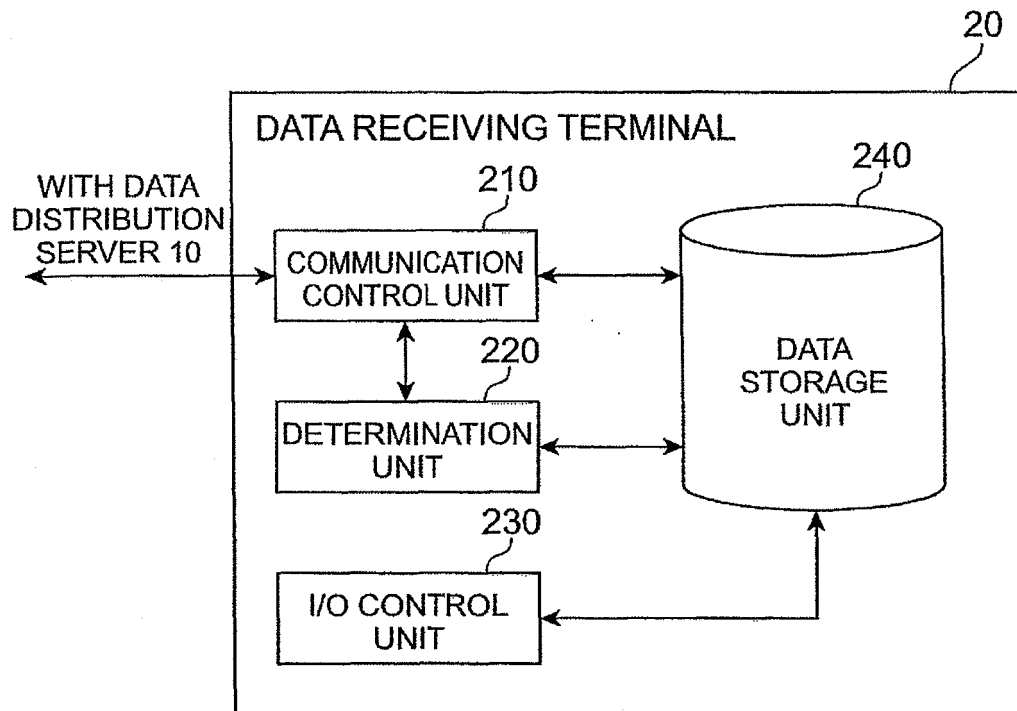 20
DATA RECEIVING TERMINAL
WITH DATA
DISTRIBUTION
SERVER 10
210
COMMUNICATION
CONTROL UNIT
240
DATA
STORAGE
UNIT
220
DETERMINATION
UNIT
230
I/O CONTROL
UNIT